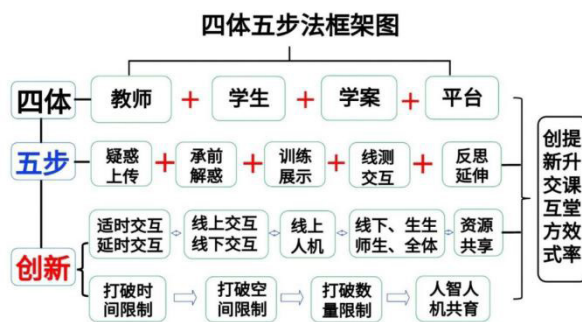 四体五步法框架图
四体 教师 + 学生 + 学案 + 平台
五步 疑惑上传 + 承前解惑 + 训练展示 + 线测交互 + 反思延伸
创新
适时交互 线上交互 线上 线下、生生 资源
延时交互 线下交互 人机 师生、全体 共享
打破时 打破空 打破数 人智人
间限制 间限制 量限制 机共育
创新交互方式
提升课堂效率